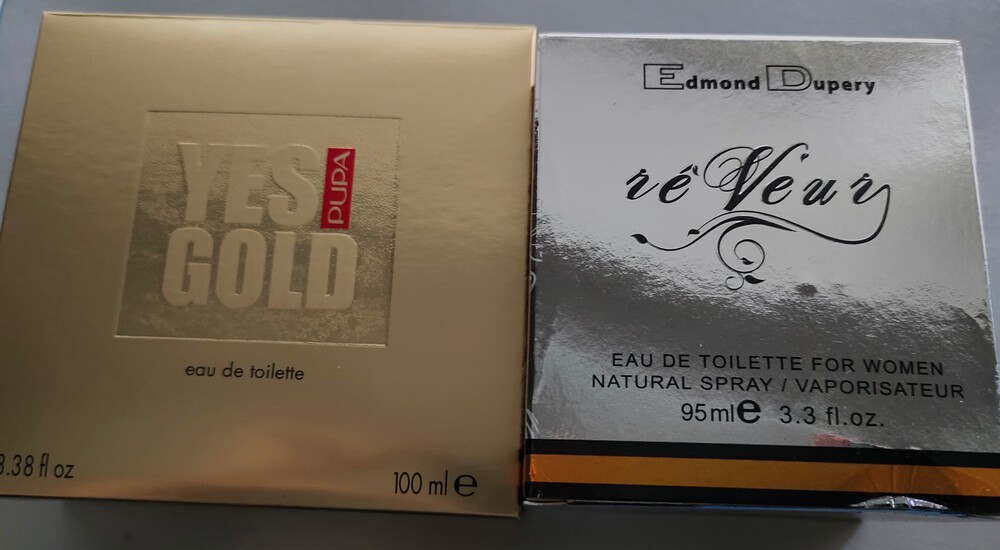 YES
PUPA
GOLD
eau de toilette
3.38 fl oz
100 ml e
Edmond Dupery
réVeur
EAU DE TOILETTE FOR WOMEN
NATURAL SPRAY / VAPORISATEUR
95mle 3.3 fl.oz.